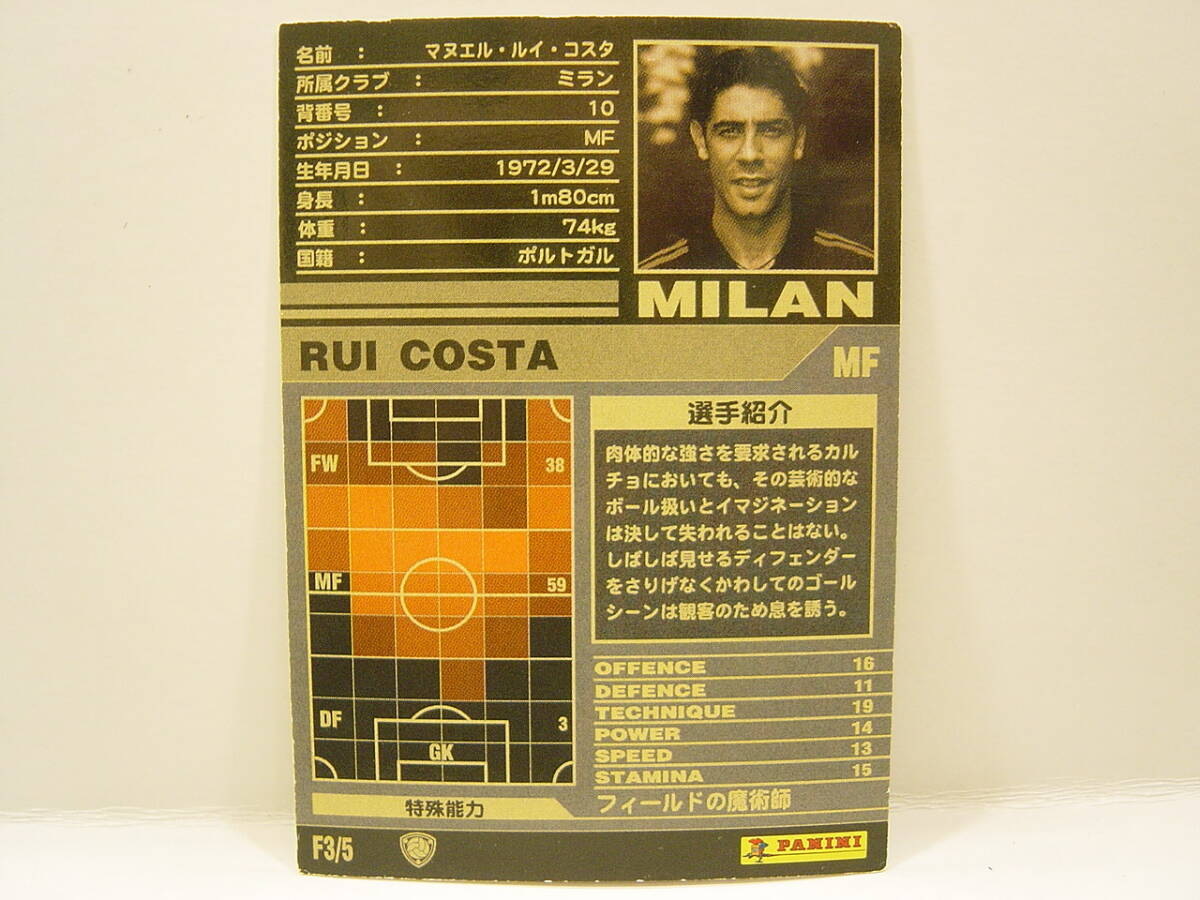 名前 : マヌエル・ルイ・コスタ
所属クラブ : ミラン
背番号 : 10
ポジション : MF
生年月日 : 1972/3/29
身長 : 1m80cm
体重 : 74kg
国籍 : ポルトガル
MILAN
RUI COSTA
MF
FW 38
MF 59
DF 3
GK
選手紹介
肉体的な強さを要求されるカル
チョにおいても、その芸術的な
ボール扱いとイマジネーション
は決して失われることはない。
しばしば見せるディフェンダー
をさりげなくかわしてのゴール
シーンは観客のため息を誘う。
OFFENCE 16
DEFENCE 11
TECHNIQUE 19
POWER 14
SPEED 13
STAMINA 15
特殊能力
フィールドの魔術師
F3/5
PANINI